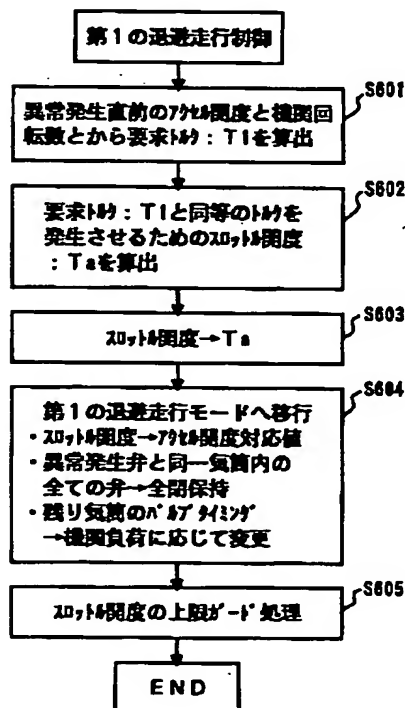 第1の退避走行制御
S601
異常発生直前のアクセル開度と機関回
転数とから要求トルク：T1を算出
S602
要求トルク：T1と同等のトルクを
発生させるためのスロットル開度
：Taを算出
S603
スロットル開度→Ta
S604
第1の退避走行モードへ移行
・スロットル開度→アクセル開度対応値
・異常発生弁と同一気筒内の
全ての弁→全閉保持
・残り気筒のバルブタイミング
→機関負荷に応じて変更
S605
スロットル開度の上限ガード処理
END